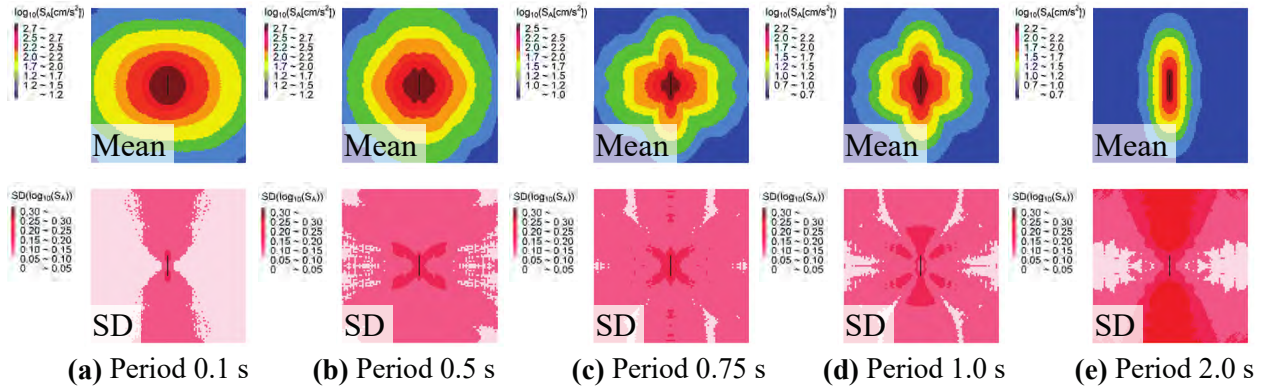 log₁₀(S_A[cm/s²])
2.7 ~
2.5 ~ 2.7
2.2 ~ 2.5
2.0 ~ 2.2
1.7 ~ 2.0
1.5 ~ 1.7
1.2 ~ 1.5
~ 1.2
Mean
log₁₀(S_A[cm/s²])
2.7 ~
2.5 ~ 2.7
2.2 ~ 2.5
2.0 ~ 2.2
1.7 ~ 2.0
1.5 ~ 1.7
1.2 ~ 1.5
~ 1.2
Mean
log₁₀(S_A[cm/s²])
2.5 ~
2.2 ~ 2.5
2.0 ~ 2.2
1.7 ~ 2.0
1.5 ~ 1.7
1.2 ~ 1.5
1.0 ~ 1.2
~ 1.0
Mean
log₁₀(S_A[cm/s²])
2.2 ~
2.0 ~ 2.2
1.7 ~ 2.0
1.5 ~ 1.7
1.2 ~ 1.5
1.0 ~ 1.2
0.7 ~ 1.0
~ 0.7
Mean
log₁₀(S_A[cm/s²])
2.2 ~
2.0 ~ 2.2
1.7 ~ 2.0
1.5 ~ 1.7
1.2 ~ 1.5
1.0 ~ 1.2
0.7 ~ 1.0
~ 0.7
Mean
SD(log₁₀(S_A))
0.30 ~
0.25 ~ 0.30
0.20 ~ 0.25
0.15 ~ 0.20
0.10 ~ 0.15
0.05 ~ 0.10
0 ~ 0.05
SD
SD(log₁₀(S_A))
0.30 ~
0.25 ~ 0.30
0.20 ~ 0.25
0.15 ~ 0.20
0.10 ~ 0.15
0.05 ~ 0.10
0 ~ 0.05
SD
SD(log₁₀(S_A))
0.30 ~
0.25 ~ 0.30
0.20 ~ 0.25
0.15 ~ 0.20
0.10 ~ 0.15
0.05 ~ 0.10
0 ~ 0.05
SD
SD(log₁₀(S_A))
0.30 ~
0.25 ~ 0.30
0.20 ~ 0.25
0.15 ~ 0.20
0.10 ~ 0.15
0.05 ~ 0.10
0 ~ 0.05
SD
SD(log₁₀(S_A))
0.30 ~
0.25 ~ 0.30
0.20 ~ 0.25
0.15 ~ 0.20
0.10 ~ 0.15
0.05 ~ 0.10
0 ~ 0.05
SD
(a) Period 0.1 s
(b) Period 0.5 s
(c) Period 0.75 s
(d) Period 1.0 s
(e) Period 2.0 s